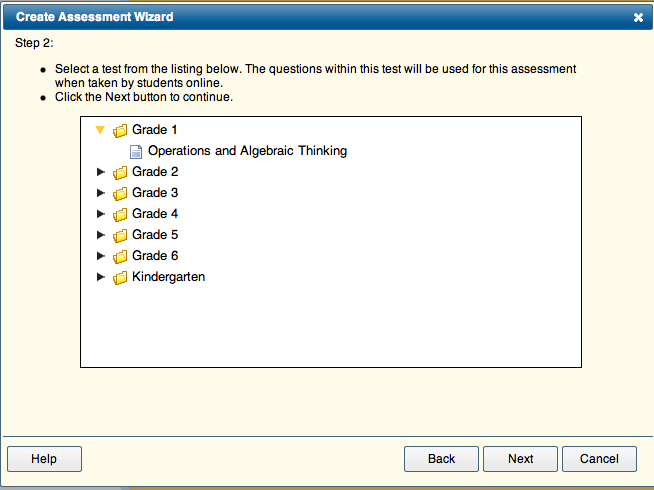 Create Assessment Wizard
Step 2:
Select a test from the listing below. The questions within this test will be used for this assessment
when taken by students online.
Click the Next button to continue.
Grade 1
Operations and Algebraic Thinking
Grade 2
Grade 3
Grade 4
Grade 5
Grade 6
Kindergarten
Help
Back
Next
Cancel